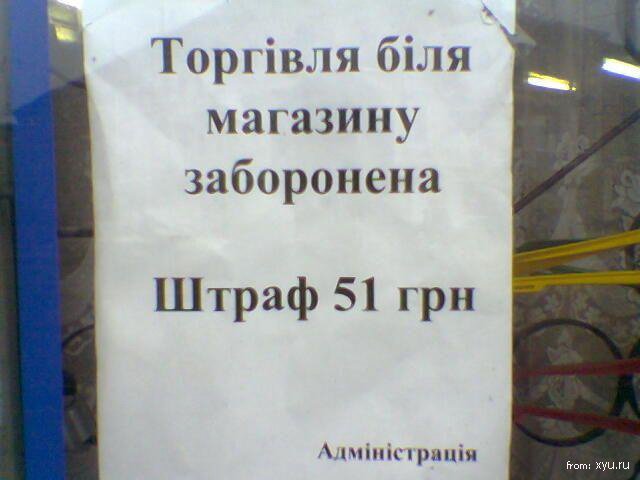 Торгівля біля
магазину
заборонена
Штраф 51 грн
Адміністрація
from: xyu.ru